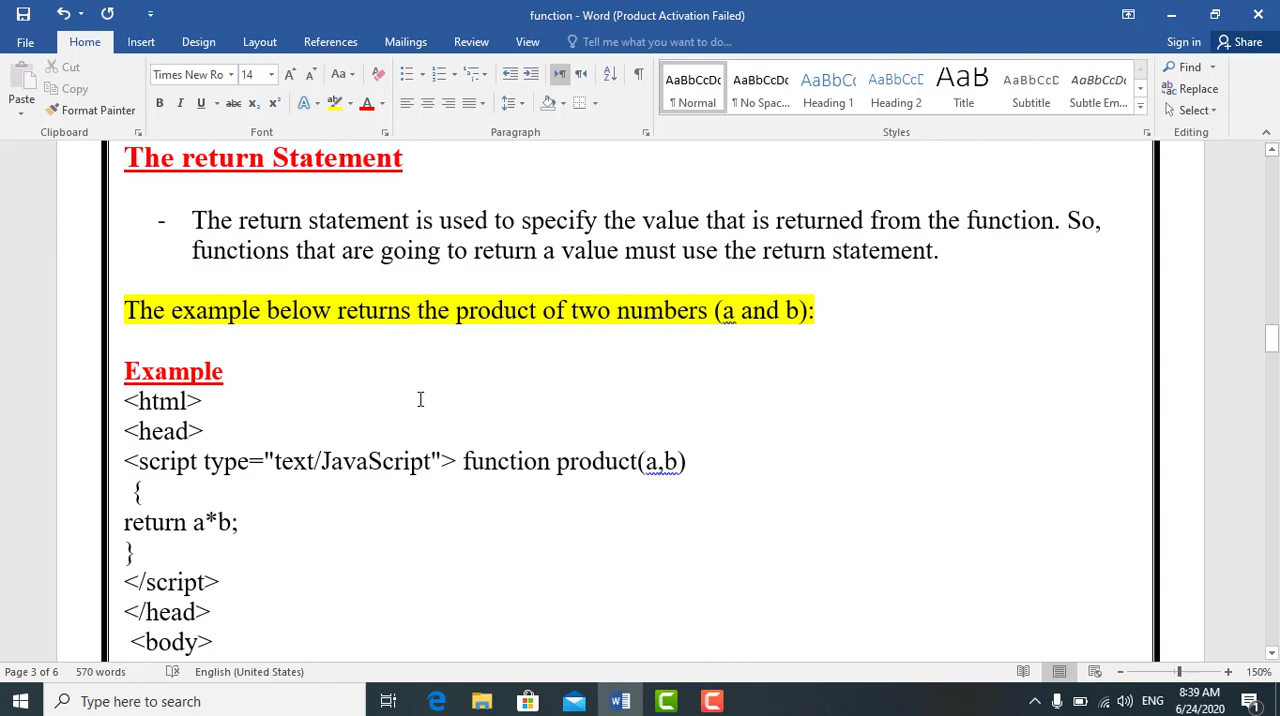 function - Word (Product Activation Failed)
File Home Insert Design Layout References Mailings Review View Tell me what you want to do... Sign in Share
Cut
Copy
Paste
Format Painter
Clipboard
Times New Ro 14
Font
Paragraph
AaBbCcDc AaBbCcDc AaBbCc AaBbCcD AaB AaBbCcD AaBbCcD
¶ Normal ¶ No Spac... Heading 1 Heading 2 Title Subtitle Subtle Em...
Styles
Find
Replace
Select
Editing
The return Statement
- The return statement is used to specify the value that is returned from the function. So,
functions that are going to return a value must use the return statement.
The example below returns the product of two numbers (a and b):
Example
<html>
<head>
<script type="text/JavaScript"> function product(a,b)
{
return a*b;
}
</script>
</head>
<body>
Page 3 of 6 570 words English (United States) 150%
Type here to search
ENG
8:39 AM
6/24/2020
1